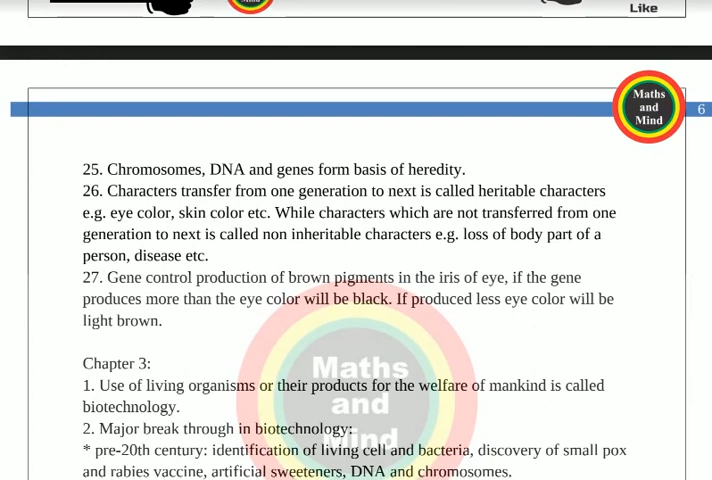 Mind
Like
Maths
and
Mind
6
25. Chromosomes, DNA and genes form basis of heredity.
26. Characters transfer from one generation to next is called heritable characters
e.g. eye color, skin color etc. While characters which are not transferred from one
generation to next is called non inheritable characters e.g. loss of body part of a
person, disease etc.
27. Gene control production of brown pigments in the iris of eye, if the gene
produces more than the eye color will be black. If produced less eye color will be
light brown.
Chapter 3:
1. Use of living organisms or their products for the welfare of mankind is called
biotechnology.
2. Major break through in biotechnology:
* pre-20th century: identification of living cell and bacteria, discovery of small pox
and rabies vaccine, artificial sweeteners, DNA and chromosomes.
Maths
and
Mind